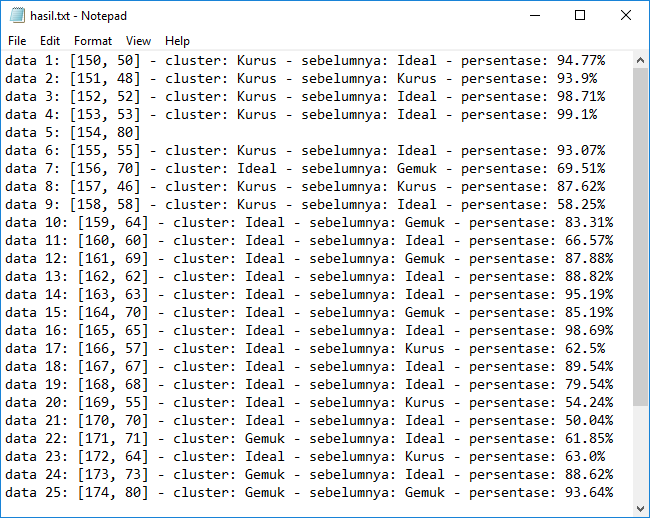 hasil.txt - Notepad
File Edit Format View Help
data 1: [150, 50] - cluster: Kurus - sebelumnya: Ideal - persentase: 94.77%
data 2: [151, 48] - cluster: Kurus - sebelumnya: Kurus - persentase: 93.9%
data 3: [152, 52] - cluster: Kurus - sebelumnya: Ideal - persentase: 98.71%
data 4: [153, 53] - cluster: Kurus - sebelumnya: Ideal - persentase: 99.1%
data 5: [154, 80]
data 6: [155, 55] - cluster: Kurus - sebelumnya: Ideal - persentase: 93.07%
data 7: [156, 70] - cluster: Ideal - sebelumnya: Gemuk - persentase: 69.51%
data 8: [157, 46] - cluster: Kurus - sebelumnya: Kurus - persentase: 87.62%
data 9: [158, 58] - cluster: Kurus - sebelumnya: Ideal - persentase: 58.25%
data 10: [159, 64] - cluster: Ideal - sebelumnya: Gemuk - persentase: 83.31%
data 11: [160, 60] - cluster: Ideal - sebelumnya: Ideal - persentase: 66.57%
data 12: [161, 69] - cluster: Ideal - sebelumnya: Gemuk - persentase: 87.88%
data 13: [162, 62] - cluster: Ideal - sebelumnya: Ideal - persentase: 88.82%
data 14: [163, 63] - cluster: Ideal - sebelumnya: Ideal - persentase: 95.19%
data 15: [164, 70] - cluster: Ideal - sebelumnya: Gemuk - persentase: 85.19%
data 16: [165, 65] - cluster: Ideal - sebelumnya: Ideal - persentase: 98.69%
data 17: [166, 57] - cluster: Ideal - sebelumnya: Kurus - persentase: 62.5%
data 18: [167, 67] - cluster: Ideal - sebelumnya: Ideal - persentase: 89.54%
data 19: [168, 68] - cluster: Ideal - sebelumnya: Ideal - persentase: 79.54%
data 20: [169, 55] - cluster: Ideal - sebelumnya: Kurus - persentase: 54.24%
data 21: [170, 70] - cluster: Ideal - sebelumnya: Ideal - persentase: 50.04%
data 22: [171, 71] - cluster: Gemuk - sebelumnya: Ideal - persentase: 61.85%
data 23: [172, 64] - cluster: Ideal - sebelumnya: Kurus - persentase: 63.0%
data 24: [173, 73] - cluster: Gemuk - sebelumnya: Ideal - persentase: 88.62%
data 25: [174, 80] - cluster: Gemuk - sebelumnya: Gemuk - persentase: 93.64%